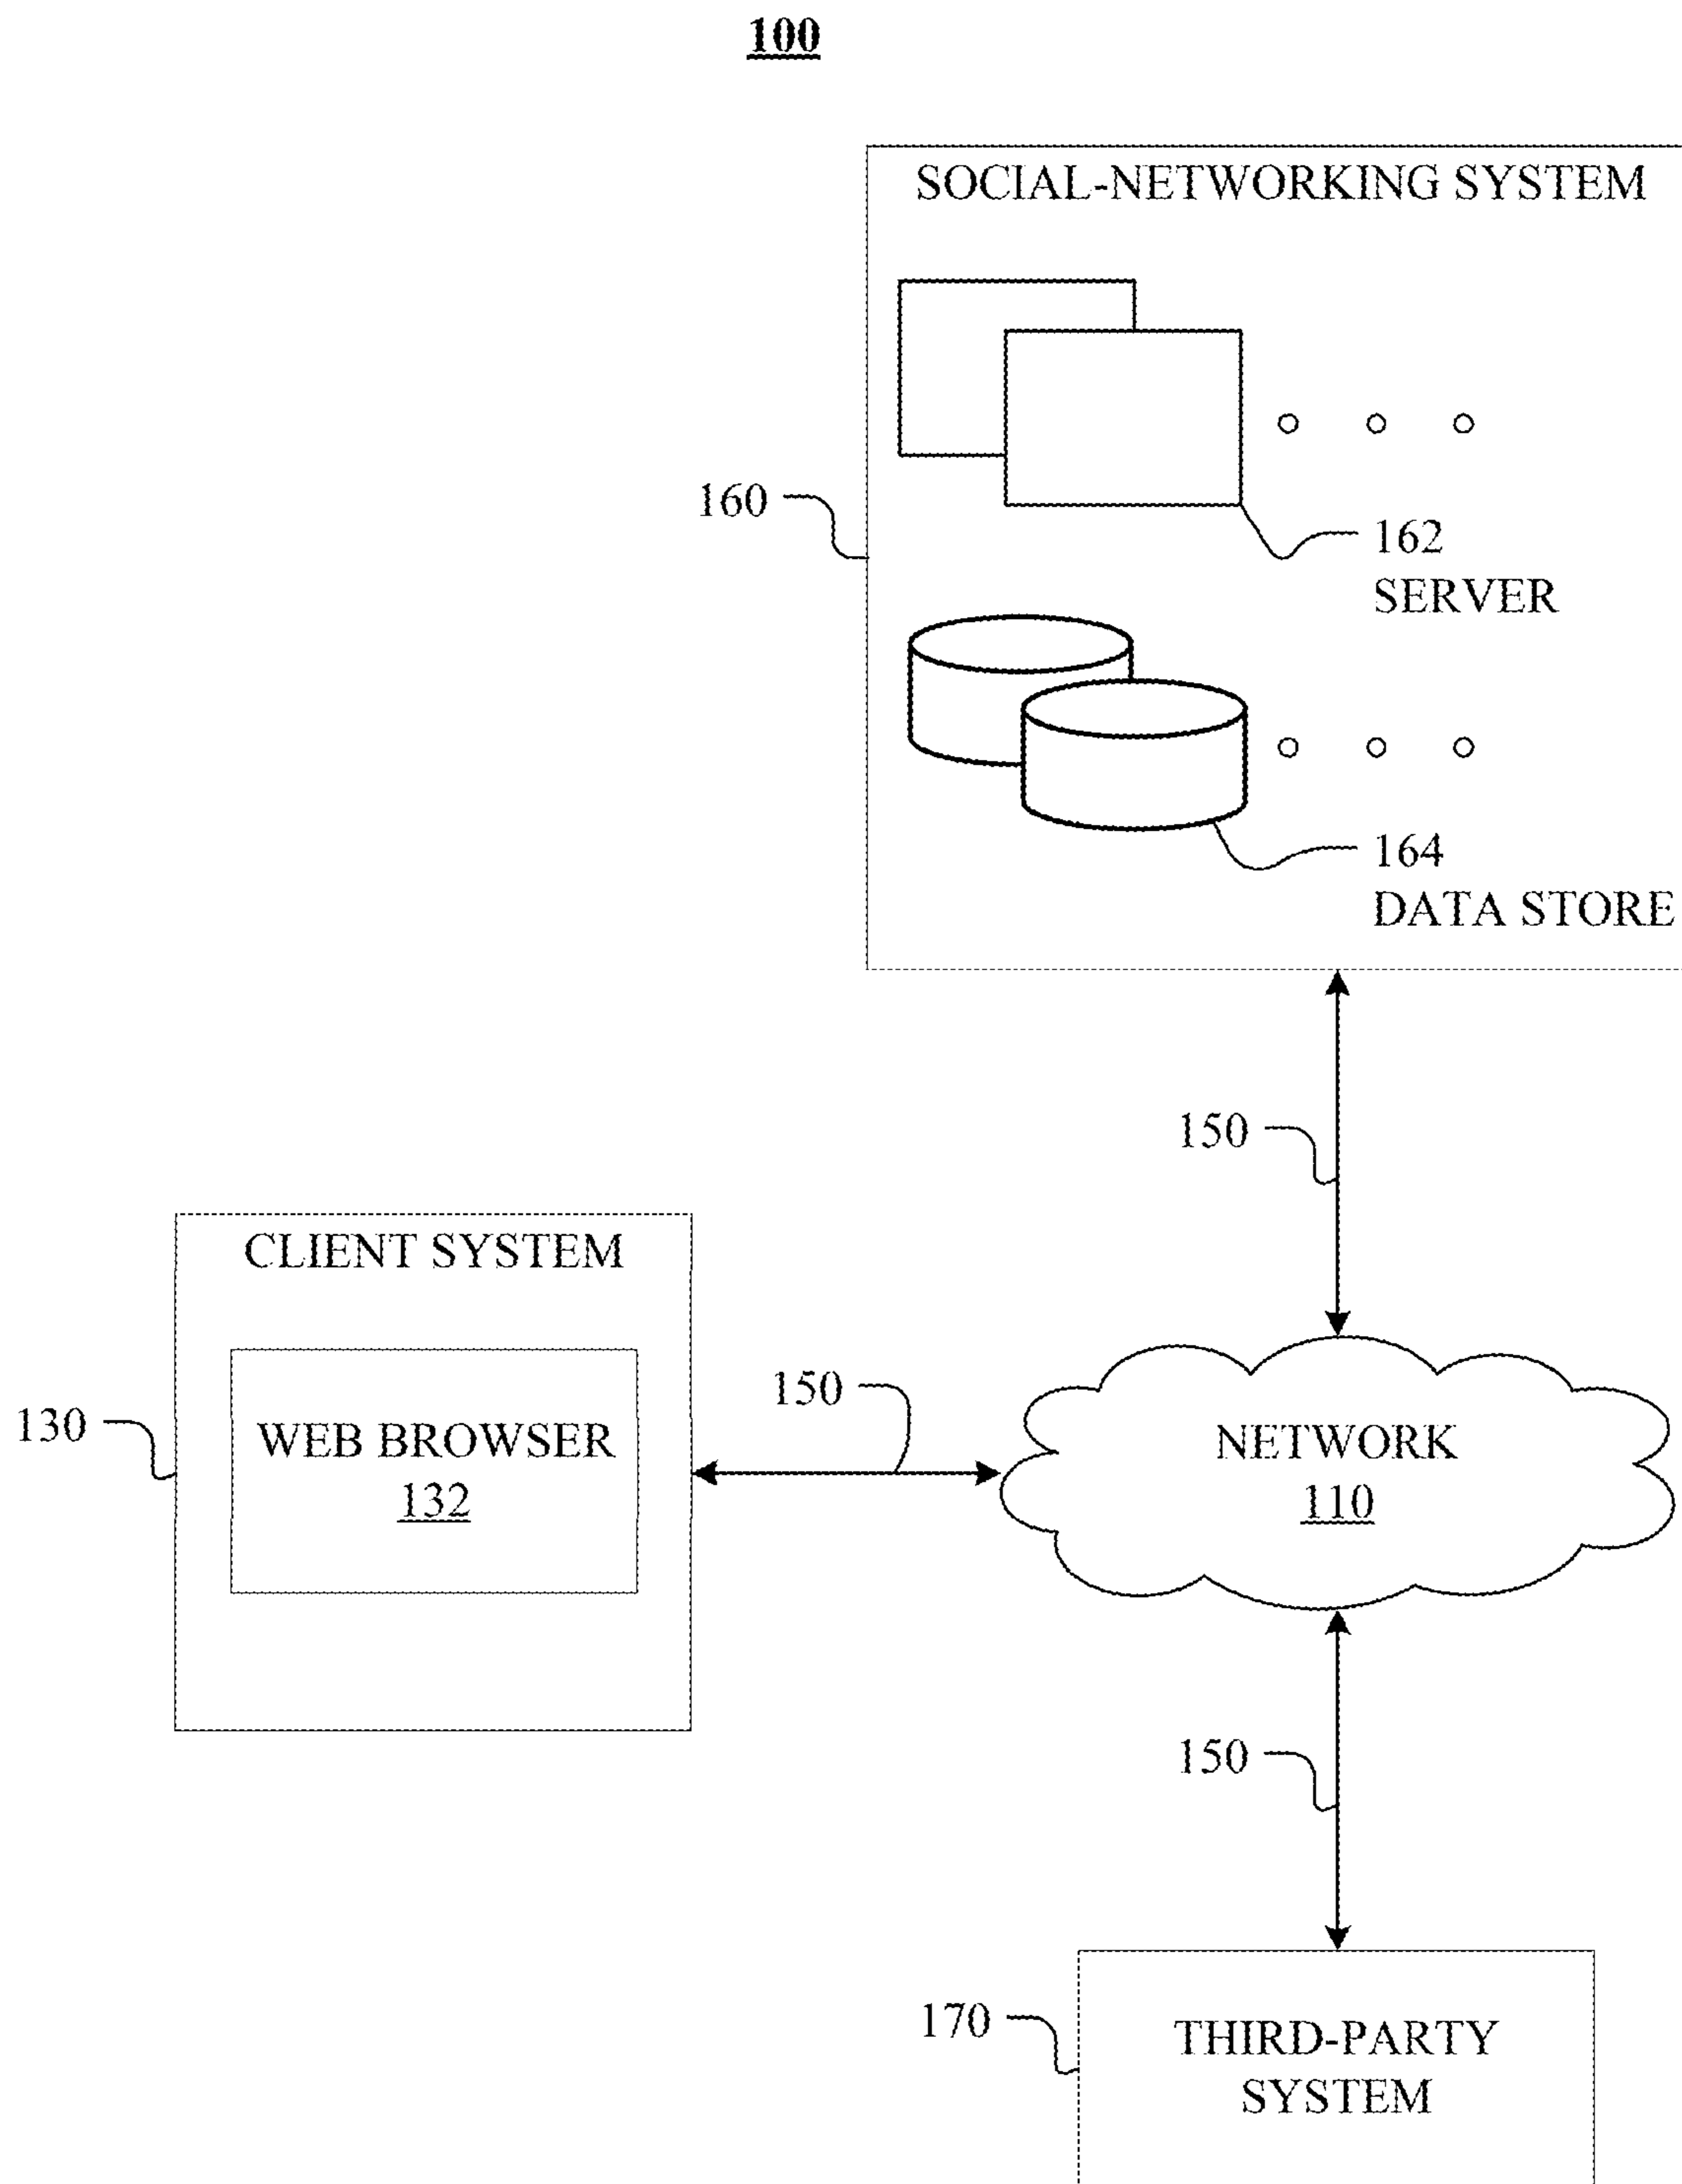 100
SOCIAL-NETWORKING SYSTEM
160
162
SERVER
164
DATA STORE
150
CLIENT SYSTEM
130
WEB BROWSER
132
150
NETWORK
110
150
170
THIRD-PARTY
SYSTEM